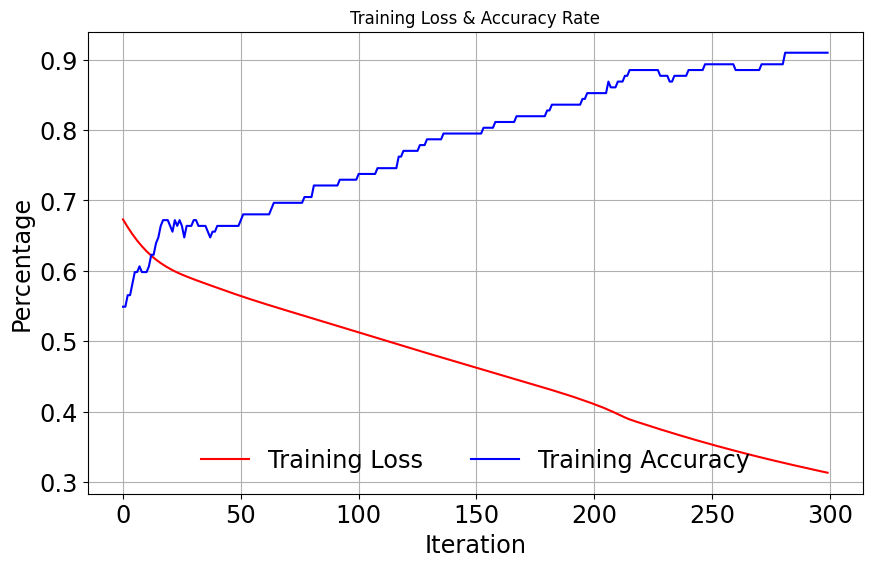 Training Loss & Accuracy Rate
Percentage
0.9
0.8
0.7
0.6
0.5
0.4
0.3
Training Loss
Training Accuracy
0 50 100 150 200 250 300
Iteration